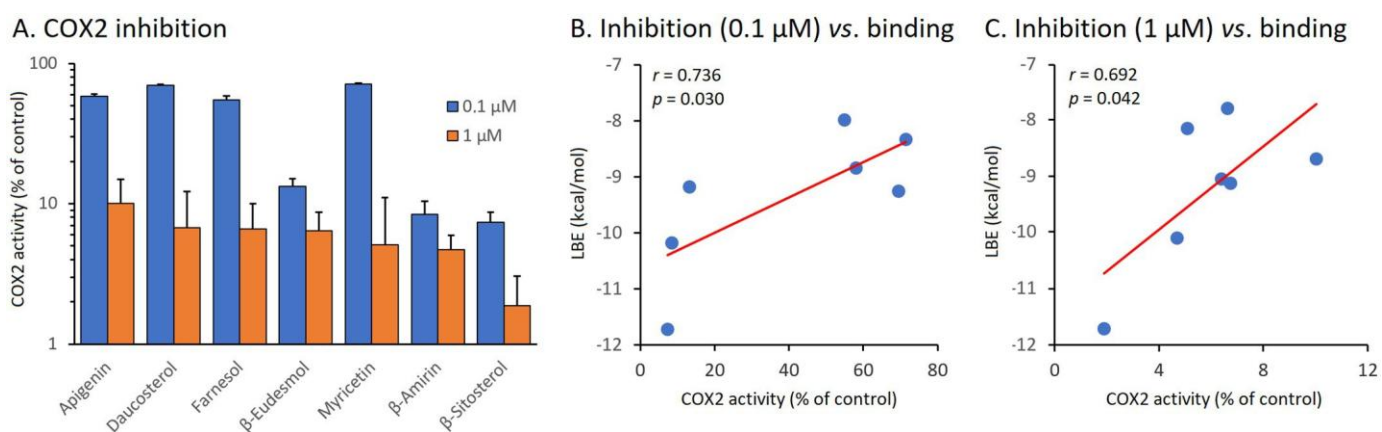 A. COX2 inhibition
COX2 activity (% of control)
100
10
1
0.1 µM
1 µM
Apigenin
Daucosterol
Farnesol
β-Eudesmol
Myricetin
β-Amirin
β-Sitosterol
B. Inhibition (0.1 µM) vs. binding
r = 0.736
p = 0.030
LBE (kcal/mol)
-7
-8
-9
-10
-11
-12
0 20 40 60 80
COX2 activity (% of control)
C. Inhibition (1 µM) vs. binding
r = 0.692
p = 0.042
LBE (kcal/mol)
-7
-8
-9
-10
-11
-12
0 4 8 12
COX2 activity (% of control)